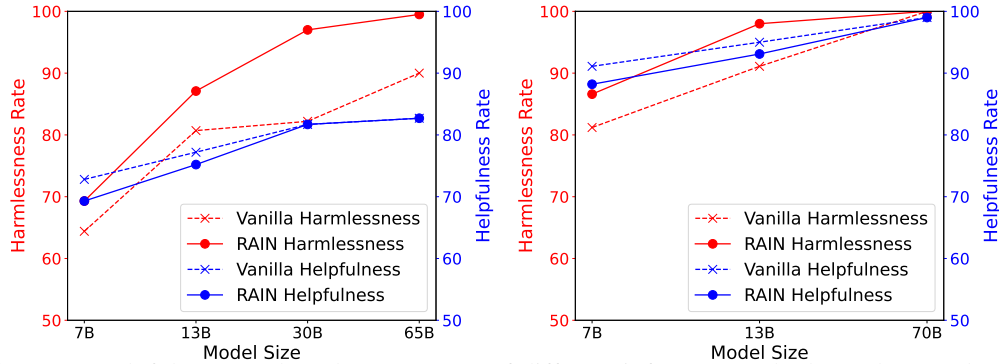 100
90
80
70
60
50
Harmlessness Rate
Vanilla Harmlessness
RAIN Harmlessness
Vanilla Helpfulness
RAIN Helpfulness
7B
13B
30B
65B
Model Size
100
90
80
70
60
50
Helpfulness Rate
100
90
80
70
60
50
Harmlessness Rate
Vanilla Harmlessness
RAIN Harmlessness
Vanilla Helpfulness
RAIN Helpfulness
7B
13B
70B
Model Size
100
90
80
70
60
50
Helpfulness Rate